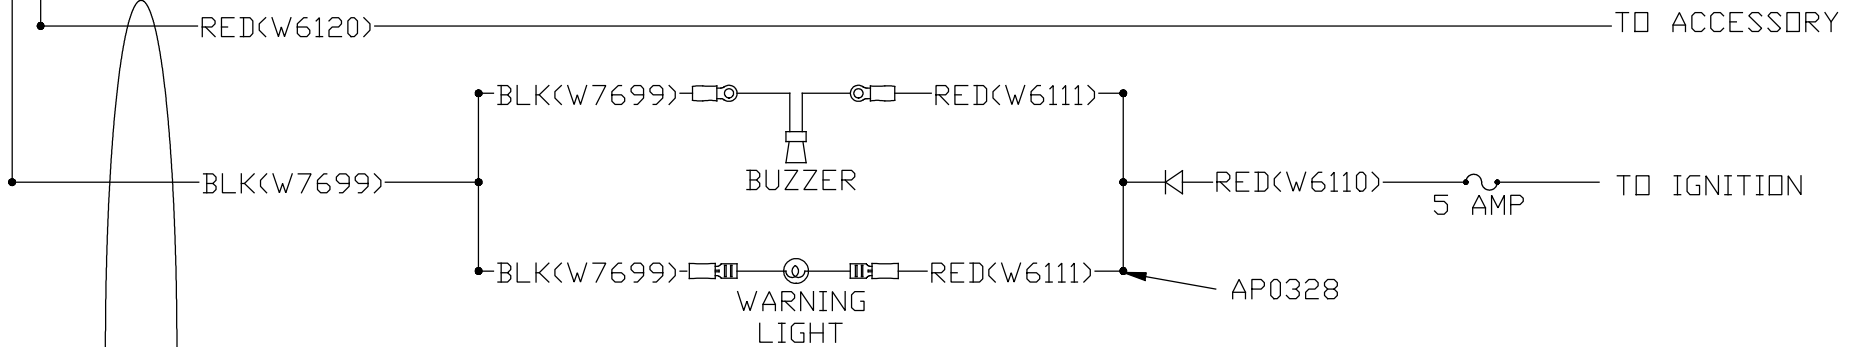 RED(W6120)
TO ACCESSORY
BLK(W7699)
RED(W6111)
BUZZER
BLK(W7699)
RED(W6110)
5 AMP
TO IGNITION
BLK(W7699)
RED(W6111)
WARNING
LIGHT
AP0328